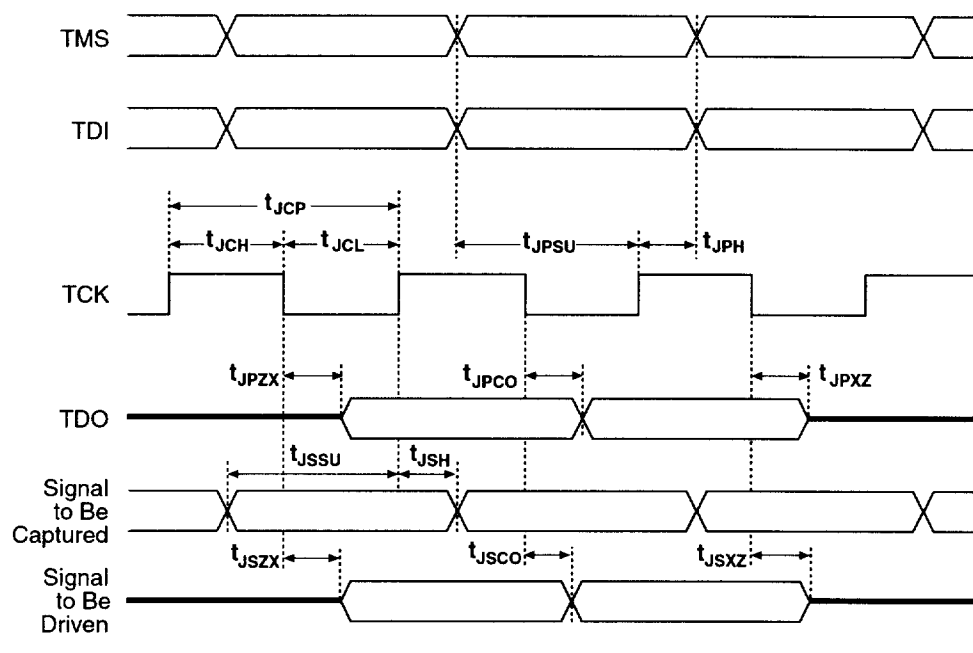 TMS
TDI
tJCP
tJCH
tJCL
tJPSU
tJPH
TCK
tJPZX
tJPCO
tJPXZ
TDO
tJSSU
tJSH
Signal
to Be
Captured
tJSZX
tJSCO
tJSXZ
Signal
to Be
Driven